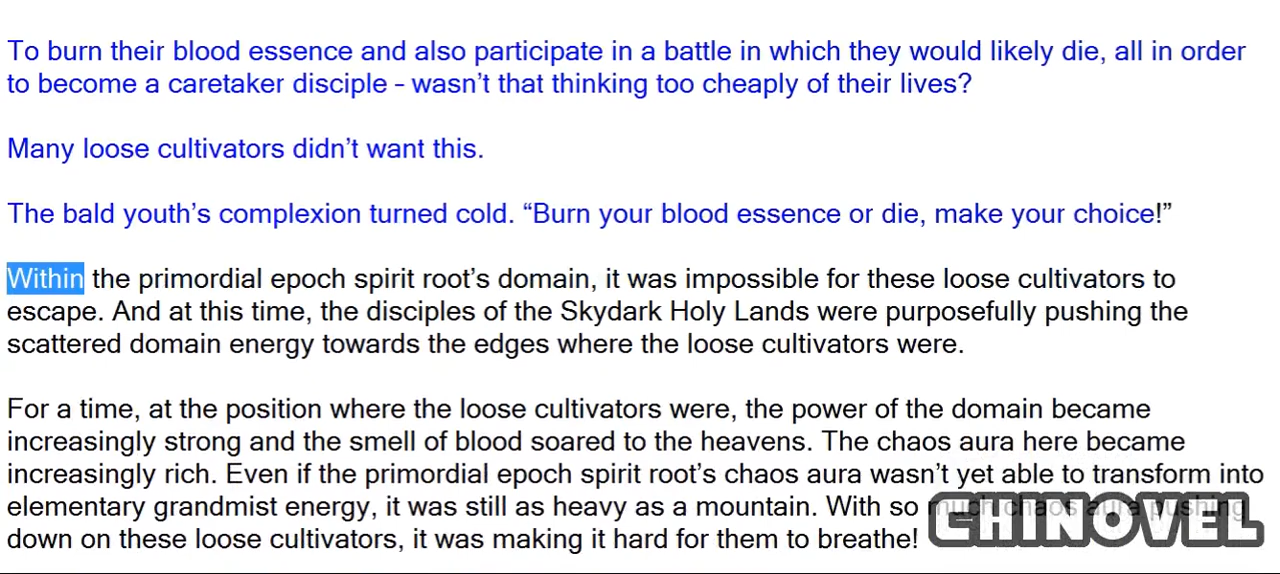 To burn their blood essence and also participate in a battle in which they would likely die, all in order
to become a caretaker disciple – wasn’t that thinking too cheaply of their lives?
Many loose cultivators didn’t want this.
The bald youth’s complexion turned cold. “Burn your blood essence or die, make your choice!”
Within the primordial epoch spirit root’s domain, it was impossible for these loose cultivators to
escape. And at this time, the disciples of the Skydark Holy Lands were purposefully pushing the
scattered domain energy towards the edges where the loose cultivators were.
For a time, at the position where the loose cultivators were, the power of the domain became
increasingly strong and the smell of blood soared to the heavens. The chaos aura here became
increasingly rich. Even if the primordial epoch spirit root’s chaos aura wasn’t yet able to transform into
elementary grandmist energy, it was still as heavy as a mountain. With so much chaos aura pushing
down on these loose cultivators, it was making it hard for them to breathe!
CHINOVEL